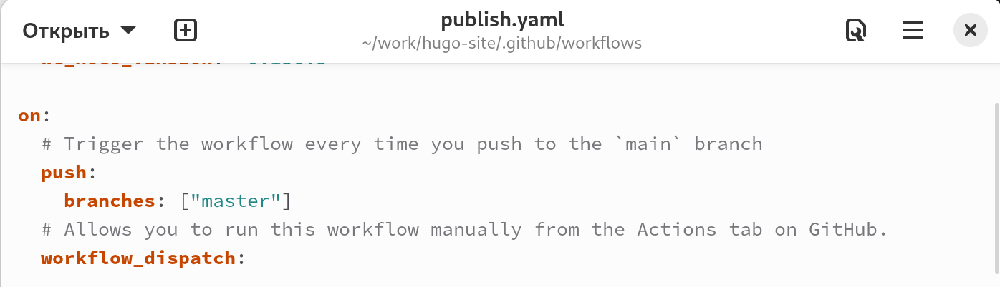 Открыть
publish.yaml
~/work/hugo-site/.github/workflows
on:
# Trigger the workflow every time you push to the `main` branch
push:
branches: ["master"]
# Allows you to run this workflow manually from the Actions tab on GitHub.
workflow_dispatch: